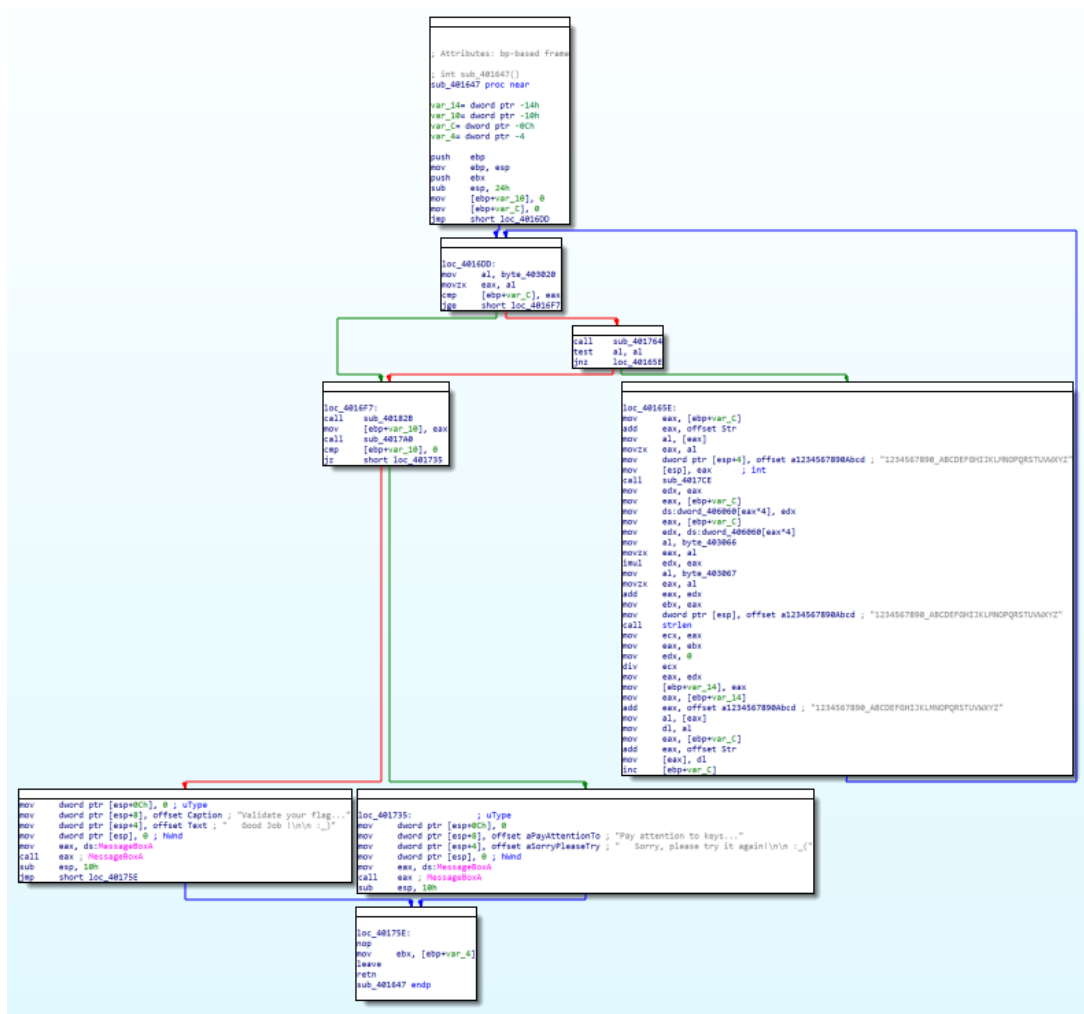 ; Attributes: bp-based frame
; int sub_401647()
sub_401647 proc near
var_14= dword ptr -14h
var_10= dword ptr -10h
var_C= dword ptr -0Ch
var_4= dword ptr -4
push ebp
mov ebp, esp
push ebx
sub esp, 24h
mov [ebp+var_10], 0
mov [ebp+var_C], 0
jmp short loc_4016DD
loc_4016DD:
mov al, byte_403020
movzx eax, al
cmp [ebp+var_C], eax
jge short loc_4016F7
call sub_401764
test al, al
jnz loc_40165E
loc_4016F7:
call sub_40182B
mov [ebp+var_10], eax
call sub_4017A0
cmp [ebp+var_10], 0
jz short loc_401735
loc_40165E:
mov eax, [ebp+var_C]
add eax, offset Str
mov al, [eax]
movzx eax, al
mov dword ptr [esp+4], offset a1234567890Abcd ; "1234567890_ABCDEFGHIJKLMNOPQRSTUVWXYZ"
mov [esp], eax ; int
call sub_4017CE
mov edx, eax
mov eax, [ebp+var_C]
mov ds:dword_406060[eax*4], edx
mov eax, [ebp+var_C]
mov edx, ds:dword_406060[eax*4]
mov al, byte_403066
movzx eax, al
imul edx, eax
mov al, byte_403067
movzx eax, al
add eax, edx
mov ebx, eax
mov dword ptr [esp], offset a1234567890Abcd ; "1234567890_ABCDEFGHIJKLMNOPQRSTUVWXYZ"
call strlen
mov ecx, eax
mov eax, ebx
mov edx, 0
div ecx
mov eax, edx
mov [ebp+var_14], eax
mov eax, [ebp+var_14]
add eax, offset a1234567890Abcd ; "1234567890_ABCDEFGHIJKLMNOPQRSTUVWXYZ"
mov al, [eax]
mov dl, al
mov eax, [ebp+var_C]
add eax, offset Str
mov [eax], dl
inc [ebp+var_C]
mov dword ptr [esp+0Ch], 0 ; uType
mov dword ptr [esp+8], offset Caption ; "Validate your flag..."
mov dword ptr [esp+4], offset Text ; " Good Job !\n\n :_)"
mov dword ptr [esp], 0 ; hWnd
mov eax, ds:MessageBoxA
call eax ; MessageBoxA
sub esp, 10h
jmp short loc_40175E
loc_401735: ; uType
mov dword ptr [esp+0Ch], 0
mov dword ptr [esp+8], offset aPayAttentionTo ; "Pay attention to keys..."
mov dword ptr [esp+4], offset aSorryPleaseTry ; " Sorry, please try it again!\n\n :_("
mov dword ptr [esp], 0 ; hWnd
mov eax, ds:MessageBoxA
call eax ; MessageBoxA
sub esp, 10h
loc_40175E:
nop
mov ebx, [ebp+var_4]
leave
retn
sub_401647 endp